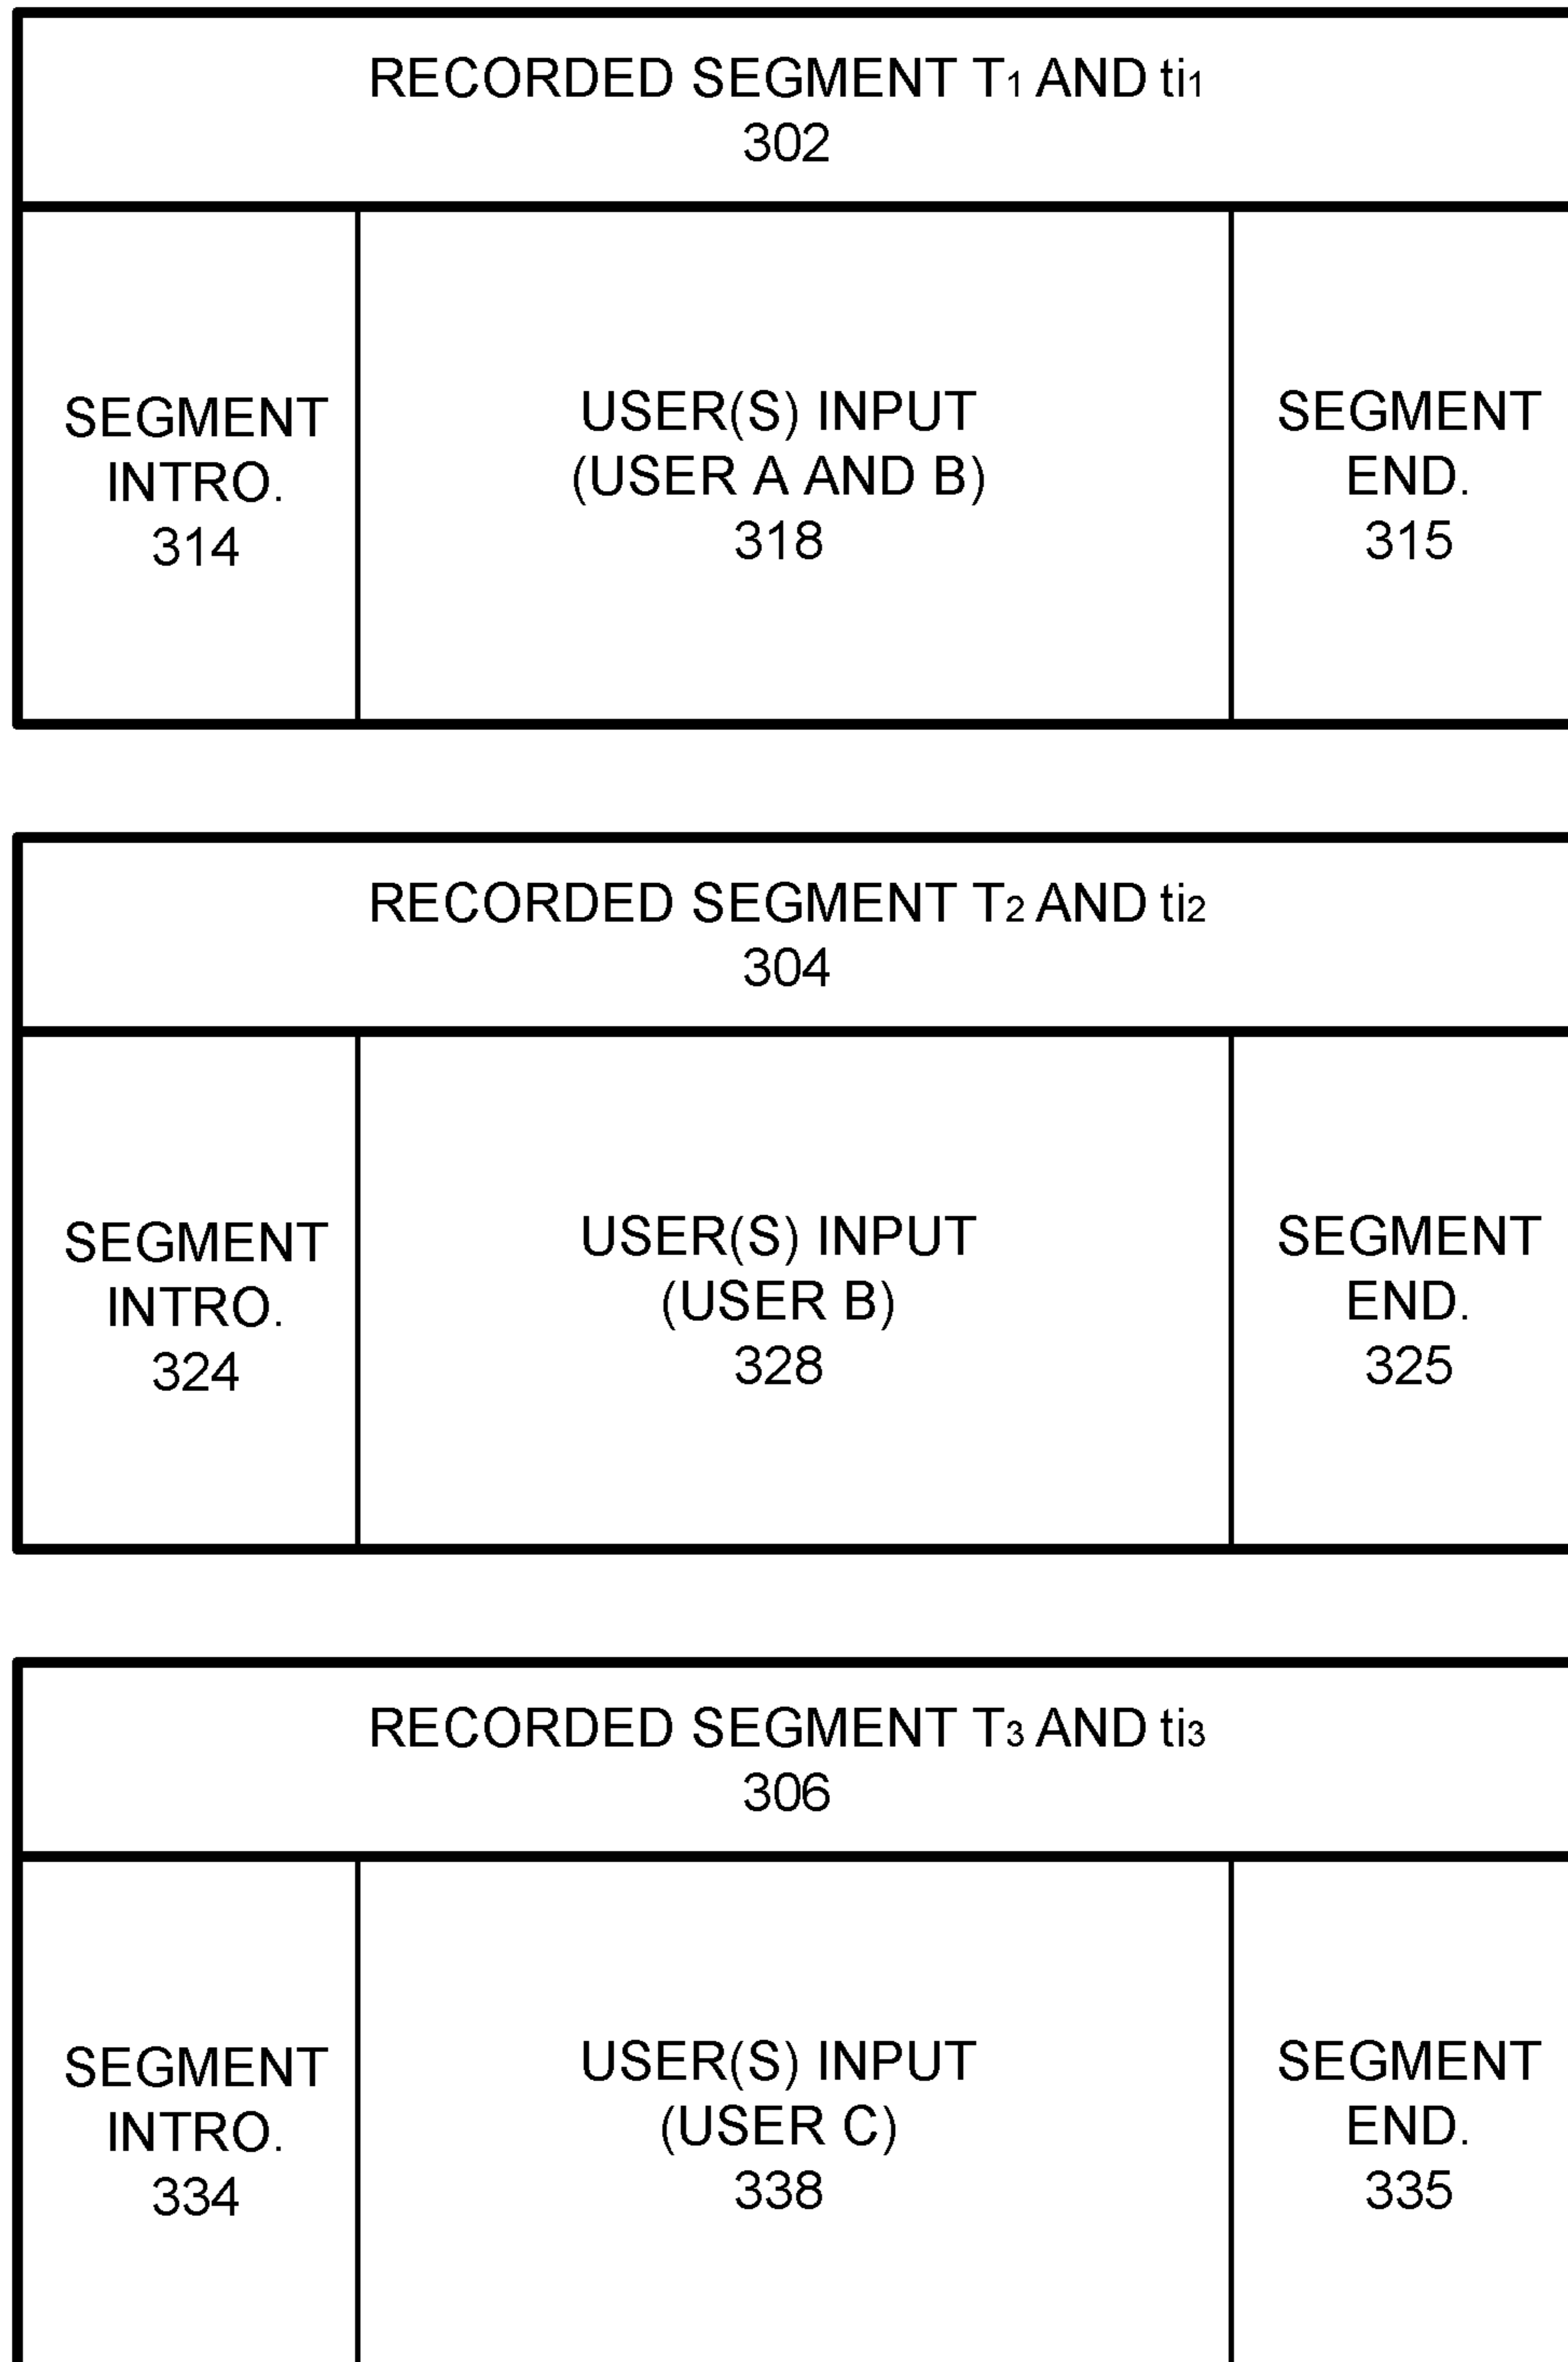 RECORDED SEGMENT T₁ AND ti₁
302
SEGMENT
INTRO.
314
USER(S) INPUT
(USER A AND B)
318
SEGMENT
END.
315
RECORDED SEGMENT T₂ AND ti₂
304
SEGMENT
INTRO.
324
USER(S) INPUT
(USER B)
328
SEGMENT
END.
325
RECORDED SEGMENT T₃ AND ti₃
306
SEGMENT
INTRO.
334
USER(S) INPUT
(USER C)
338
SEGMENT
END.
335